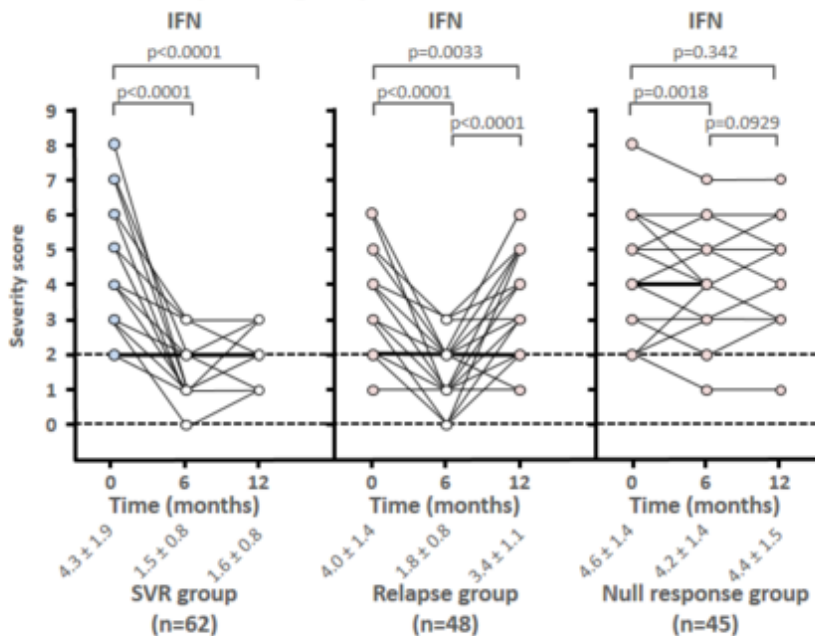 IFN IFN IFN
p<0.0001 p=0.0033 p=0.342
p<0.0001 p<0.0001 p=0.0018
p<0.0001 p=0.0929
Severity score
9
8
7
6
5
4
3
2
1
0
0 6 12 0 6 12 0 6 12
Time (months) Time (months) Time (months)
4.3 ± 1.9 1.5 ± 0.8 1.6 ± 0.8 4.0 ± 1.4 1.8 ± 0.8 3.4 ± 1.1 4.6 ± 1.4 4.2 ± 1.4 4.4 ± 1.5
SVR group Relapse group Null response group
(n=62) (n=48) (n=45)